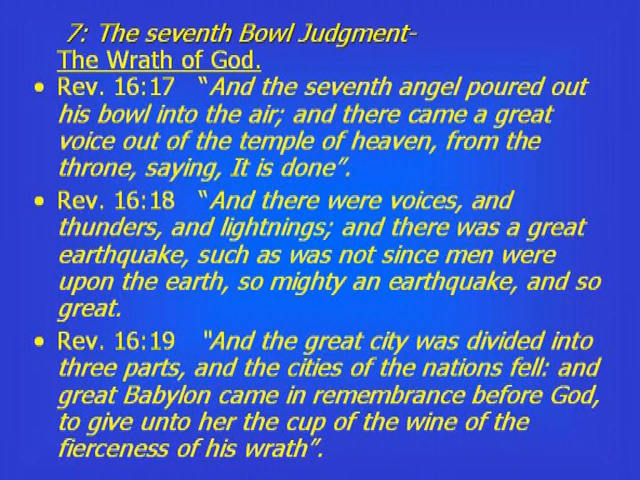 7: The seventh Bowl Judgment-
The Wrath of God.
• Rev. 16:17 “And the seventh angel poured out
his bowl into the air; and there came a great
voice out of the temple of heaven, from the
throne, saying, It is done”.
• Rev. 16:18 “And there were voices, and
thunders, and lightnings; and there was a great
earthquake, such as was not since men were
upon the earth, so mighty an earthquake, and so
great.
• Rev. 16:19 “And the great city was divided into
three parts, and the cities of the nations fell: and
great Babylon came in remembrance before God,
to give unto her the cup of the wine of the
fierceness of his wrath”.